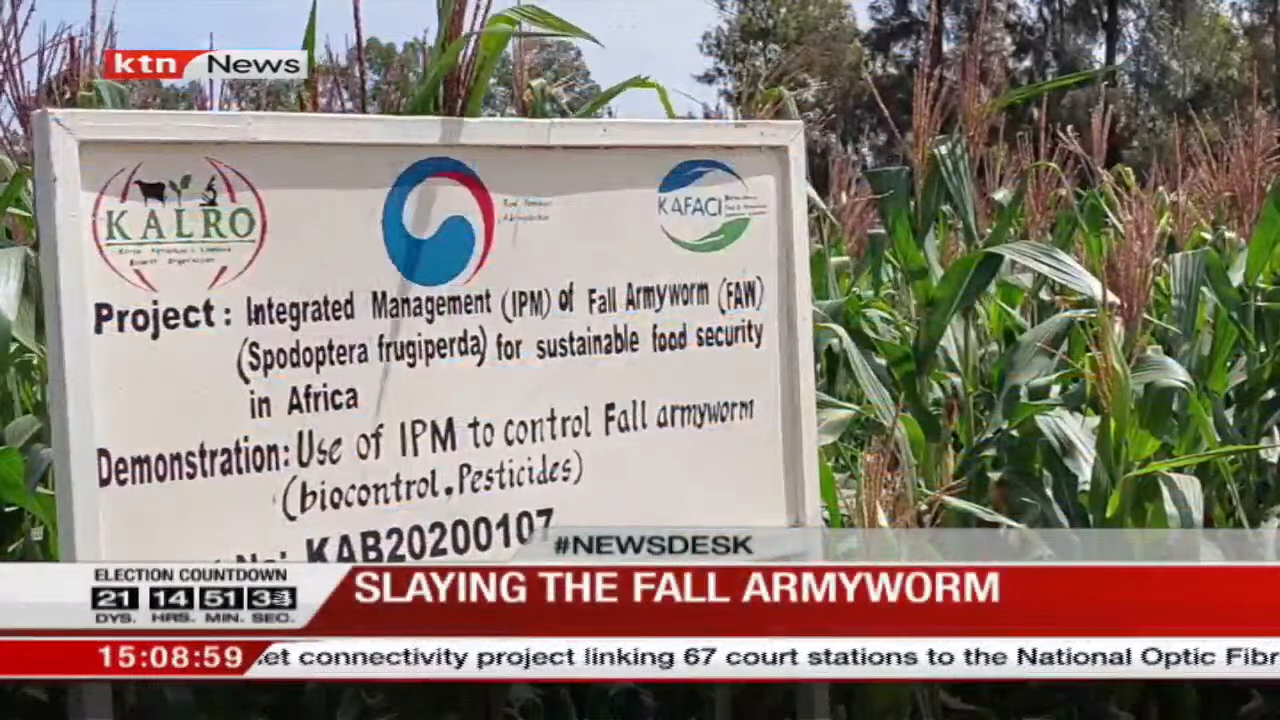 ktn News
KALRO
KAFACI
Project: Integrated Management (IPM) of Fall Armyworm (FAW)
(Spodoptera frugiperda) for sustainable food security
in Africa
Demonstration: Use of IPM to control Fall armyworm
(biocontrol, Pesticides)
No: KAB20200107
#NEWSDESK
ELECTION COUNTDOWN
21 14 51
DYS. HRS. MIN. SEC.
SLAYING THE FALL ARMYWORM
15:08:59
connectivity project linking 67 court stations to the National Optic